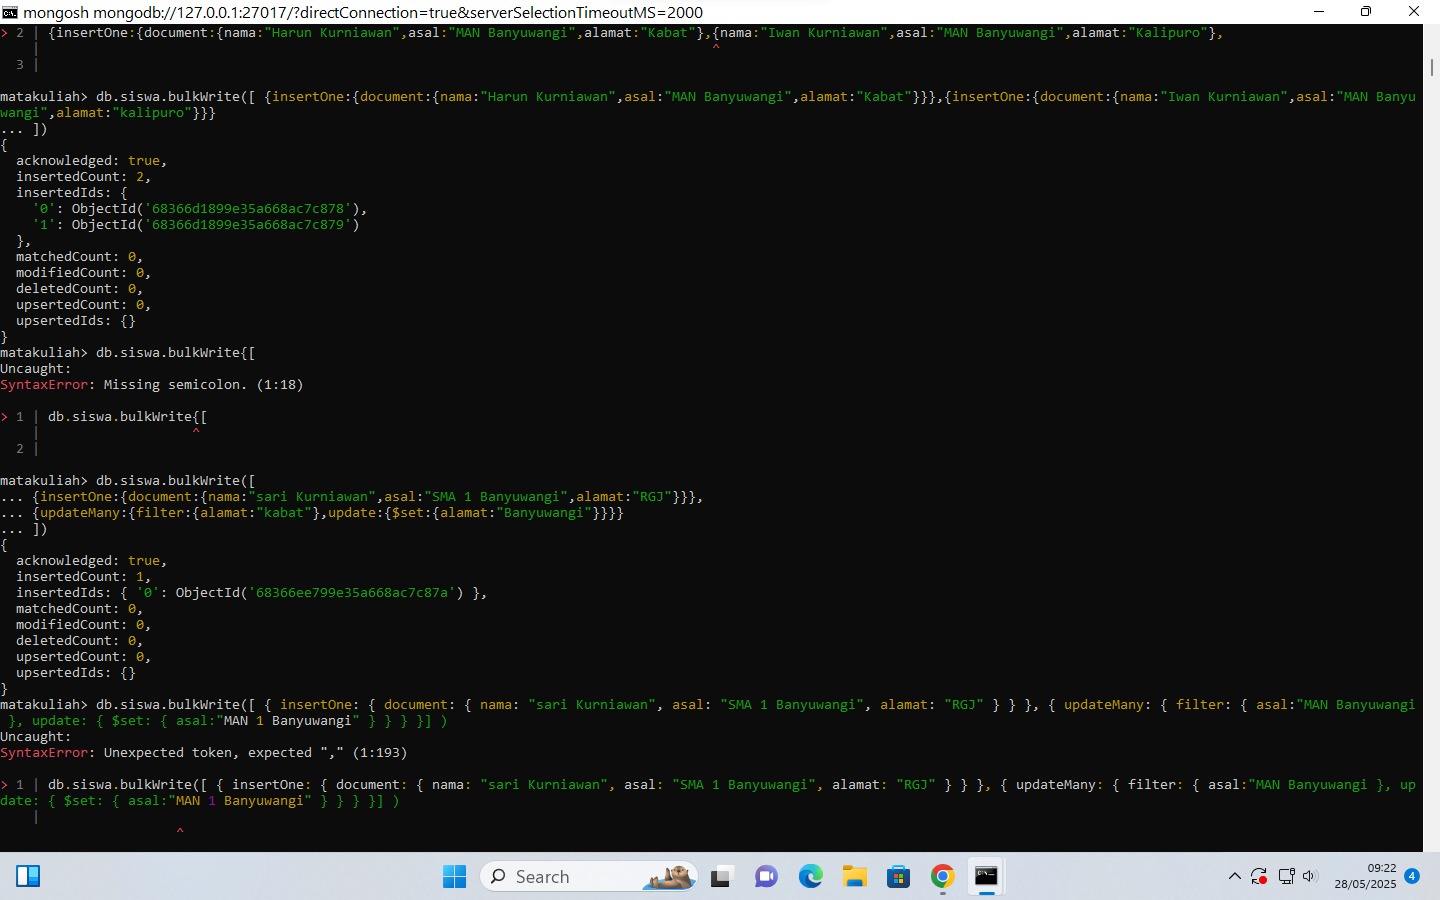 mongosh mongodb://127.0.0.1:27017/?directConnection=true&serverSelectionTimeoutMS=2000
> 2 | {insertOne:{document:{nama:"Harun Kurniawan",asal:"MAN Banyuwangi",alamat:"Kabat"},{nama:"Iwan Kurniawan",asal:"MAN Banyuwangi",alamat:"Kalipuro"},
| ^
3 |
matakuliah> db.siswa.bulkWrite([ {insertOne:{document:{nama:"Harun Kurniawan",asal:"MAN Banyuwangi",alamat:"Kabat"}}},{insertOne:{document:{nama:"Iwan Kurniawan",asal:"MAN Banyu
wangi",alamat:"kalipuro"}}}
... ])
{
acknowledged: true,
insertedCount: 2,
insertedIds: {
'0': ObjectId('68366d1899e35a668ac7c878'),
'1': ObjectId('68366d1899e35a668ac7c879')
},
matchedCount: 0,
modifiedCount: 0,
deletedCount: 0,
upsertedCount: 0,
upsertedIds: {}
}
matakuliah> db.siswa.bulkWrite{[
Uncaught:
SyntaxError: Missing semicolon. (1:18)
> 1 | db.siswa.bulkWrite{[
| ^
2 |
matakuliah> db.siswa.bulkWrite([
... {insertOne:{document:{nama:"sari Kurniawan",asal:"SMA 1 Banyuwangi",alamat:"RGJ"}}},
... {updateMany:{filter:{alamat:"kabat"},update:{$set:{alamat:"Banyuwangi"}}}}
... ])
{
acknowledged: true,
insertedCount: 1,
insertedIds: { '0': ObjectId('68366ee799e35a668ac7c87a') },
matchedCount: 0,
modifiedCount: 0,
deletedCount: 0,
upsertedCount: 0,
upsertedIds: {}
}
matakuliah> db.siswa.bulkWrite([ { insertOne: { document: { nama: "sari Kurniawan", asal: "SMA 1 Banyuwangi", alamat: "RGJ" } } }, { updateMany: { filter: { asal:"MAN Banyuwangi
}, update: { $set: { asal:"MAN 1 Banyuwangi" } } } }] )
Uncaught:
SyntaxError: Unexpected token, expected "," (1:193)
> 1 | db.siswa.bulkWrite([ { insertOne: { document: { nama: "sari Kurniawan", asal: "SMA 1 Banyuwangi", alamat: "RGJ" } } }, { updateMany: { filter: { asal:"MAN Banyuwangi }, up
date: { $set: { asal:"MAN 1 Banyuwangi" } } } }] )
|
^
Search
09:22
28/05/2025
4